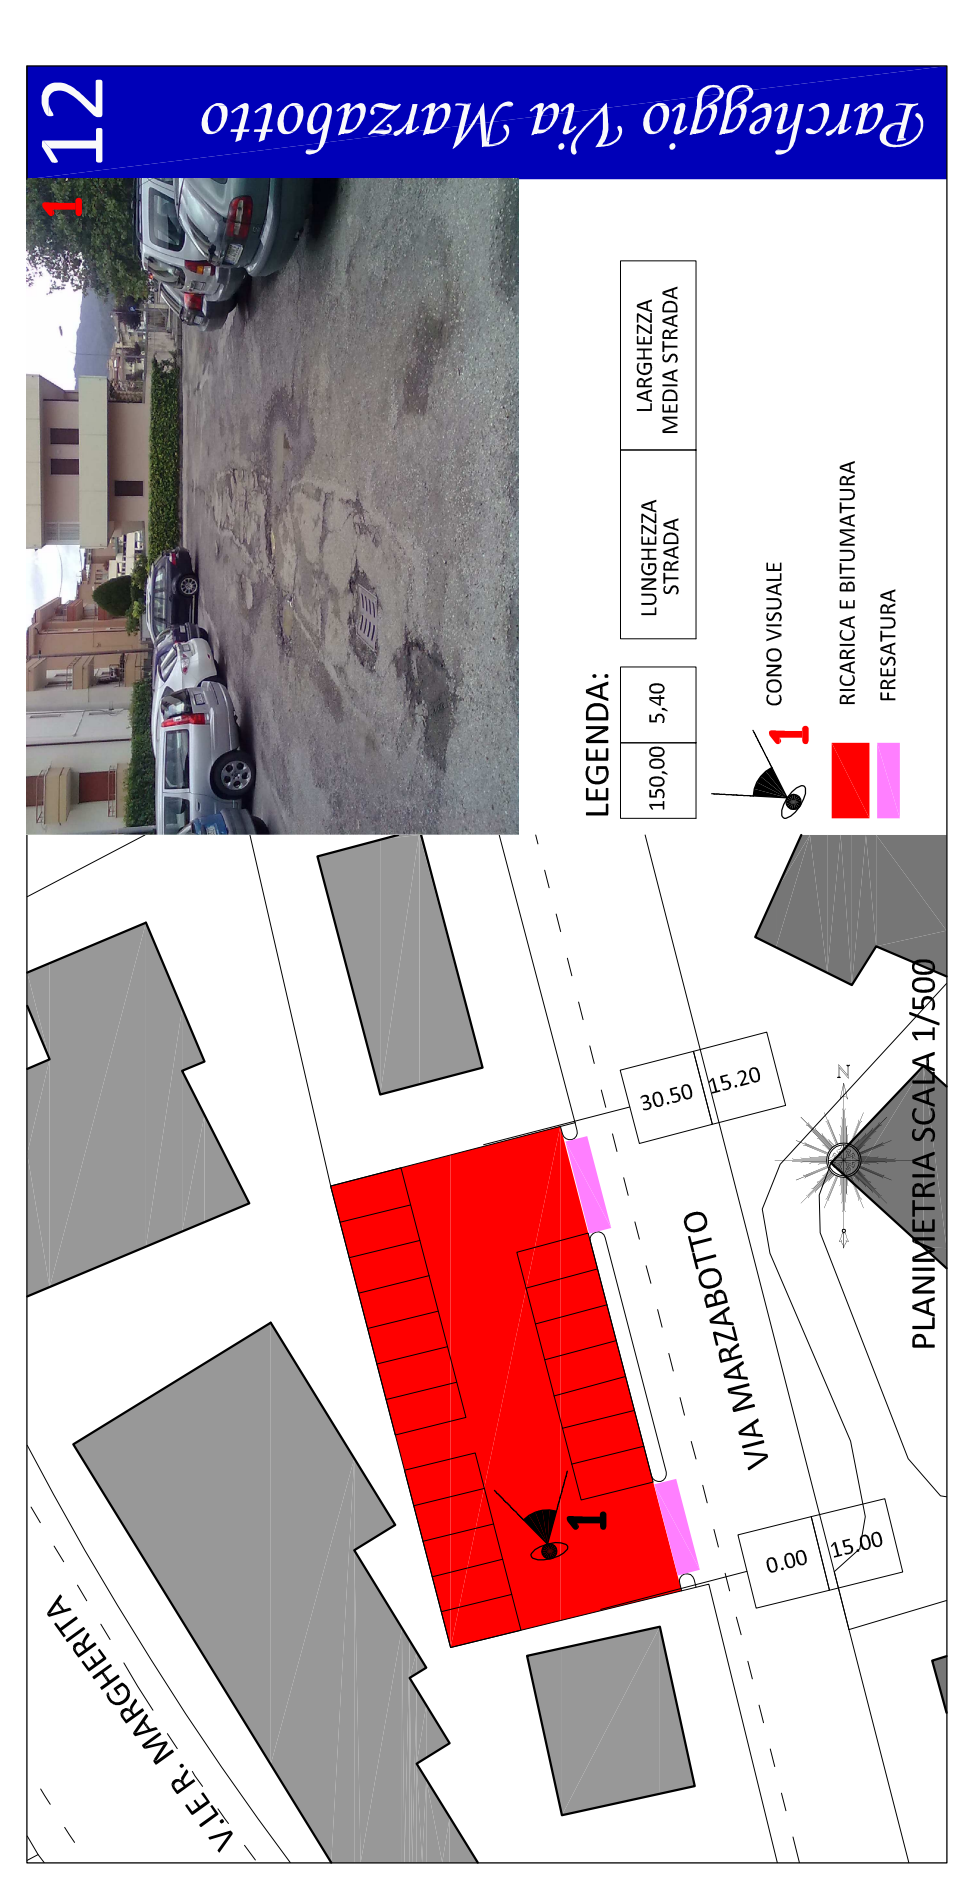 12
Parcheggio Via Marzabotto
1
LEGENDA:
150,00 5,40
LUNGHEZZA
STRADA
LARGHEZZA
MEDIA STRADA
1
CONO VISUALE
RICARICA E BITUMATURA
FRESATURA
V.LE R. MARGHERITA
1
30.50 15.20
VIA MARZABOTTO
0.00 15.00
N
PLANIMETRIA SCALA 1/500